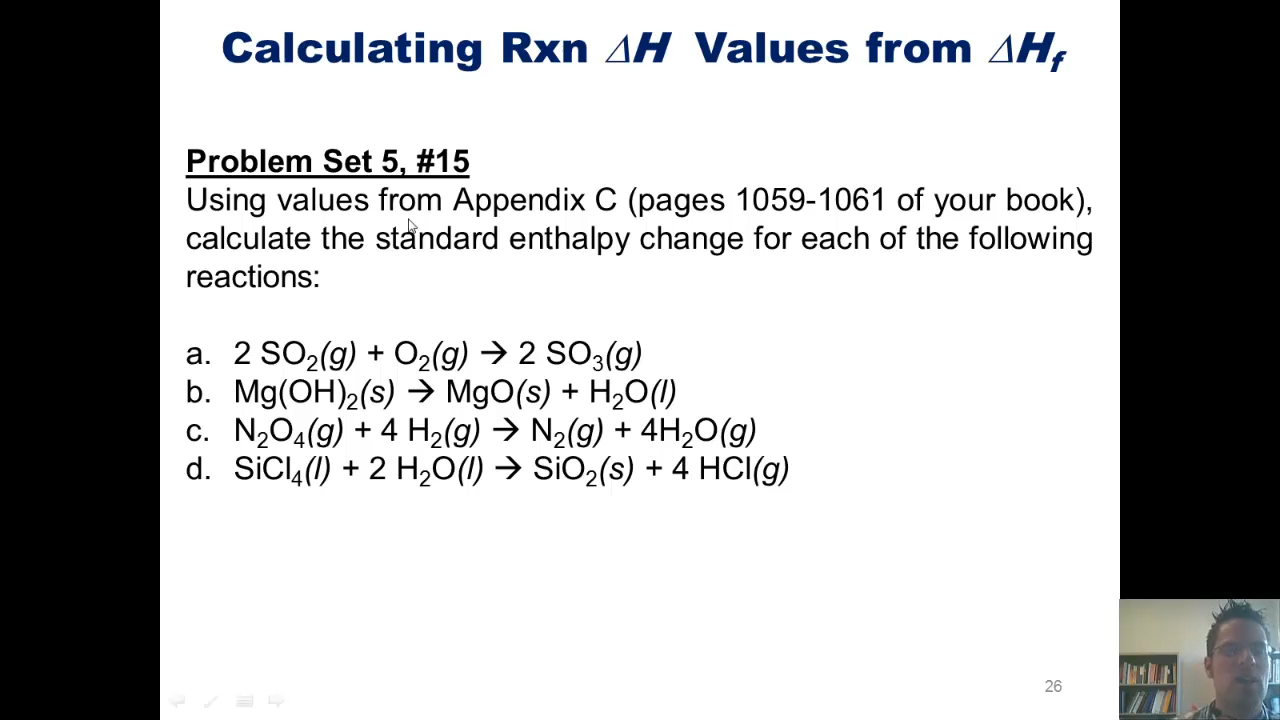 Calculating Rxn ΔH Values from ΔHf
Problem Set 5, #15
Using values from Appendix C (pages 1059-1061 of your book),
calculate the standard enthalpy change for each of the following
reactions:
a. 2 SO₂(g) + O₂(g) → 2 SO₃(g)
b. Mg(OH)₂(s) → MgO(s) + H₂O(l)
c. N₂O₄(g) + 4 H₂(g) → N₂(g) + 4H₂O(g)
d. SiCl₄(l) + 2 H₂O(l) → SiO₂(s) + 4 HCl(g)
26